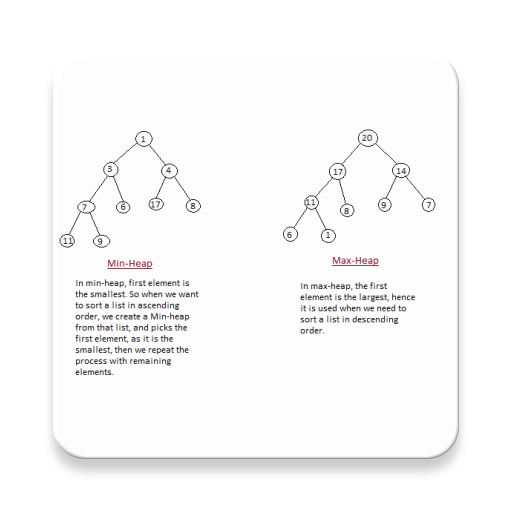 1
3
4
7
6
17
8
11
9
Min-Heap
In min-heap, first element is
the smallest. So when we want
to sort a list in ascending
order, we create a Min-heap
from that list, and picks the
first element, as it is the
smallest, then we repeat the
process with remaining
elements.
20
17
14
11
8
9
7
6
1
Max-Heap
In max-heap, the first
element is the largest, hence
it is used when we need to
sort a list in descending
order.